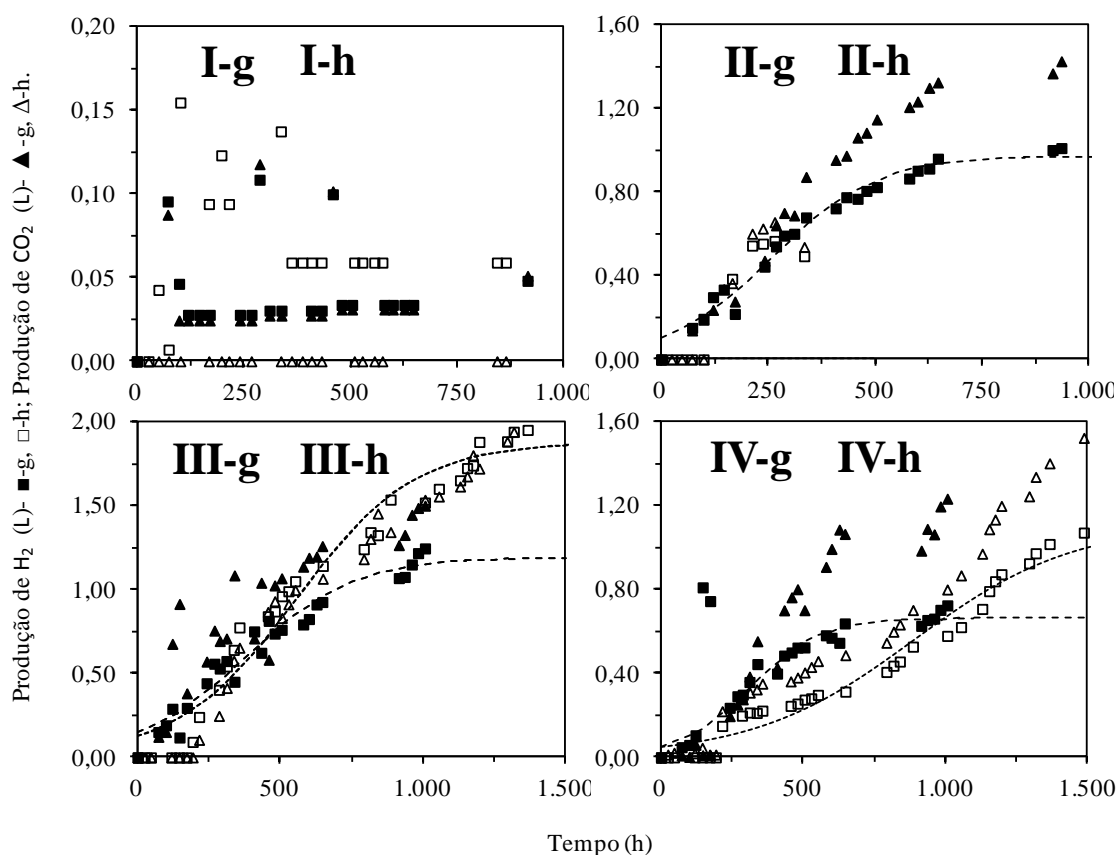 Produção de H₂ (L)- ■-g, □-h; Produção de CO₂ (L)- ▲-g, Δ-h.
0,20
0,15
0,10
0,05
0,00
I-g I-h
0 250 500 750 1.000
1,60
1,20
0,80
0,40
0,00
II-g II-h
0 250 500 750 1.000
2,00
1,50
1,00
0,50
0,00
III-g III-h
0 500 1.000 1.500
1,60
1,20
0,80
0,40
0,00
IV-g IV-h
0 500 1.000 1.500
Tempo (h)